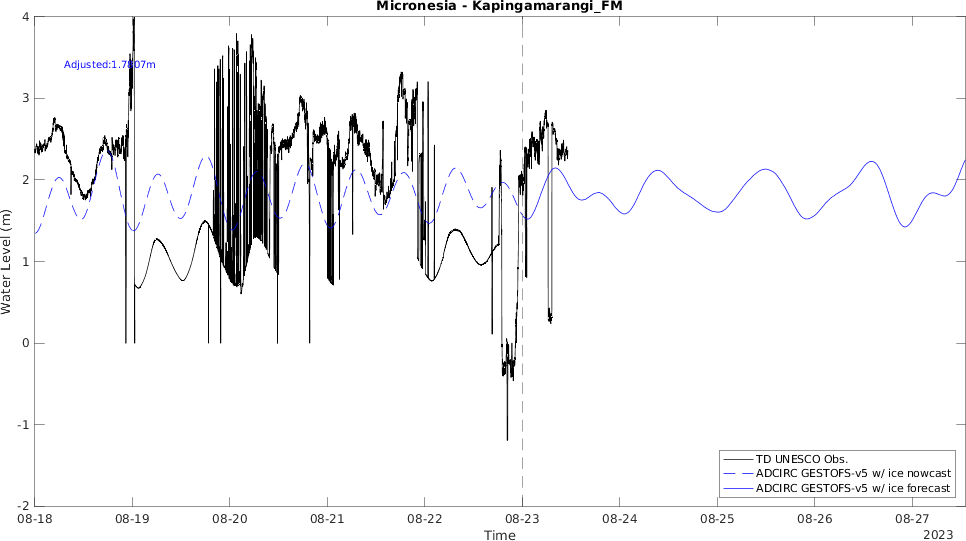 Micronesia - Kapingamarangi_FM
4
3
2
1
0
-1
-2
Water Level (m)
Adjusted:1.7807m
TD UNESCO Obs.
ADCIRC GESTOFS-v5 w/ ice nowcast
ADCIRC GESTOFS-v5 w/ ice forecast
08-18 08-19 08-20 08-21 08-22 08-23 08-24 08-25 08-26 08-27
Time
2023